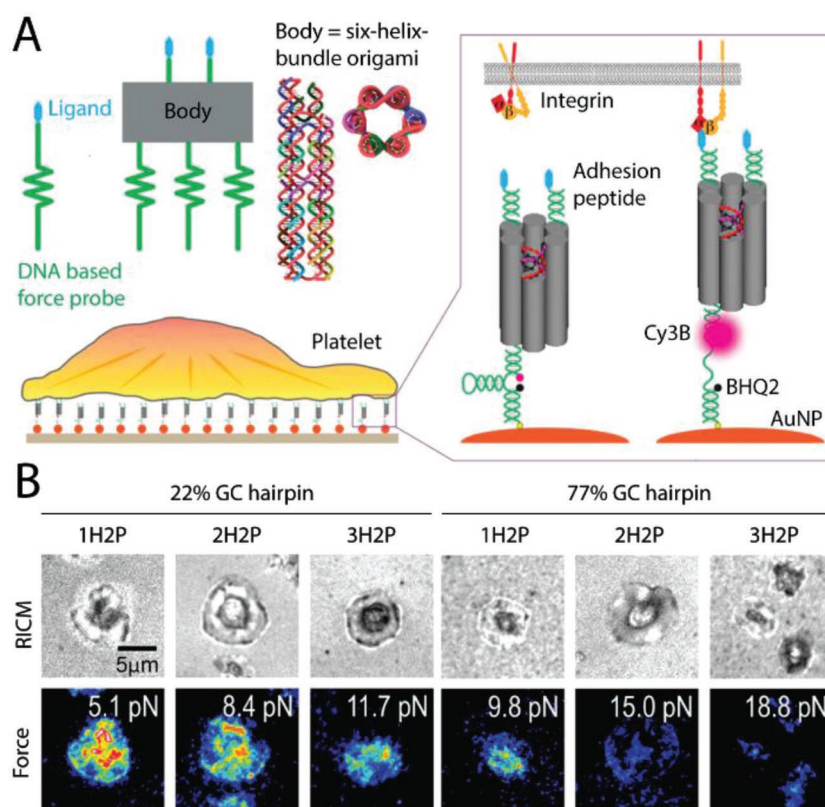 A
Ligand
Body
DNA based
force probe
Body = six-helix-
bundle origami
Platelet
Integrin
α
β
β
Adhesion
peptide
Cy3B
BHQ2
AuNP
B
22% GC hairpin
77% GC hairpin
1H2P
2H2P
3H2P
1H2P
2H2P
3H2P
RICM
5μm
Force
5.1 pN
8.4 pN
11.7 pN
9.8 pN
15.0 pN
18.8 pN